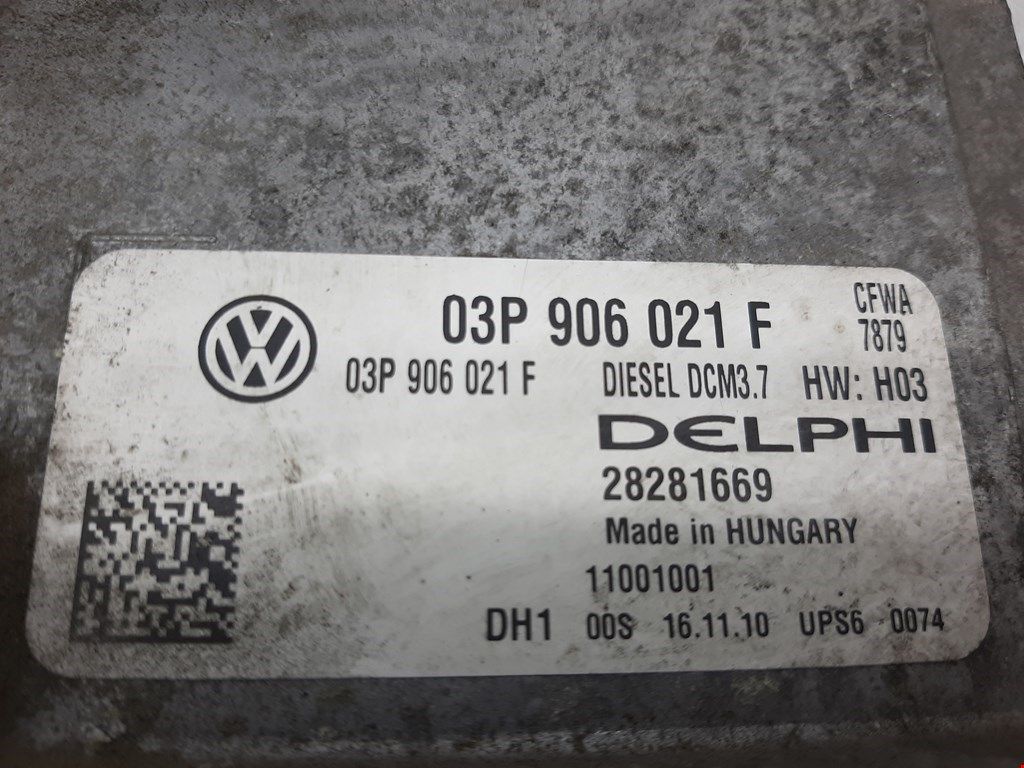 03P 906 021 F CFWA
7879
03P 906 021 F DIESEL DCM3.7 HW: H03
DELPHI
28281669
Made in HUNGARY
11001001
DH1 00S 16.11.10 UPS6 0074